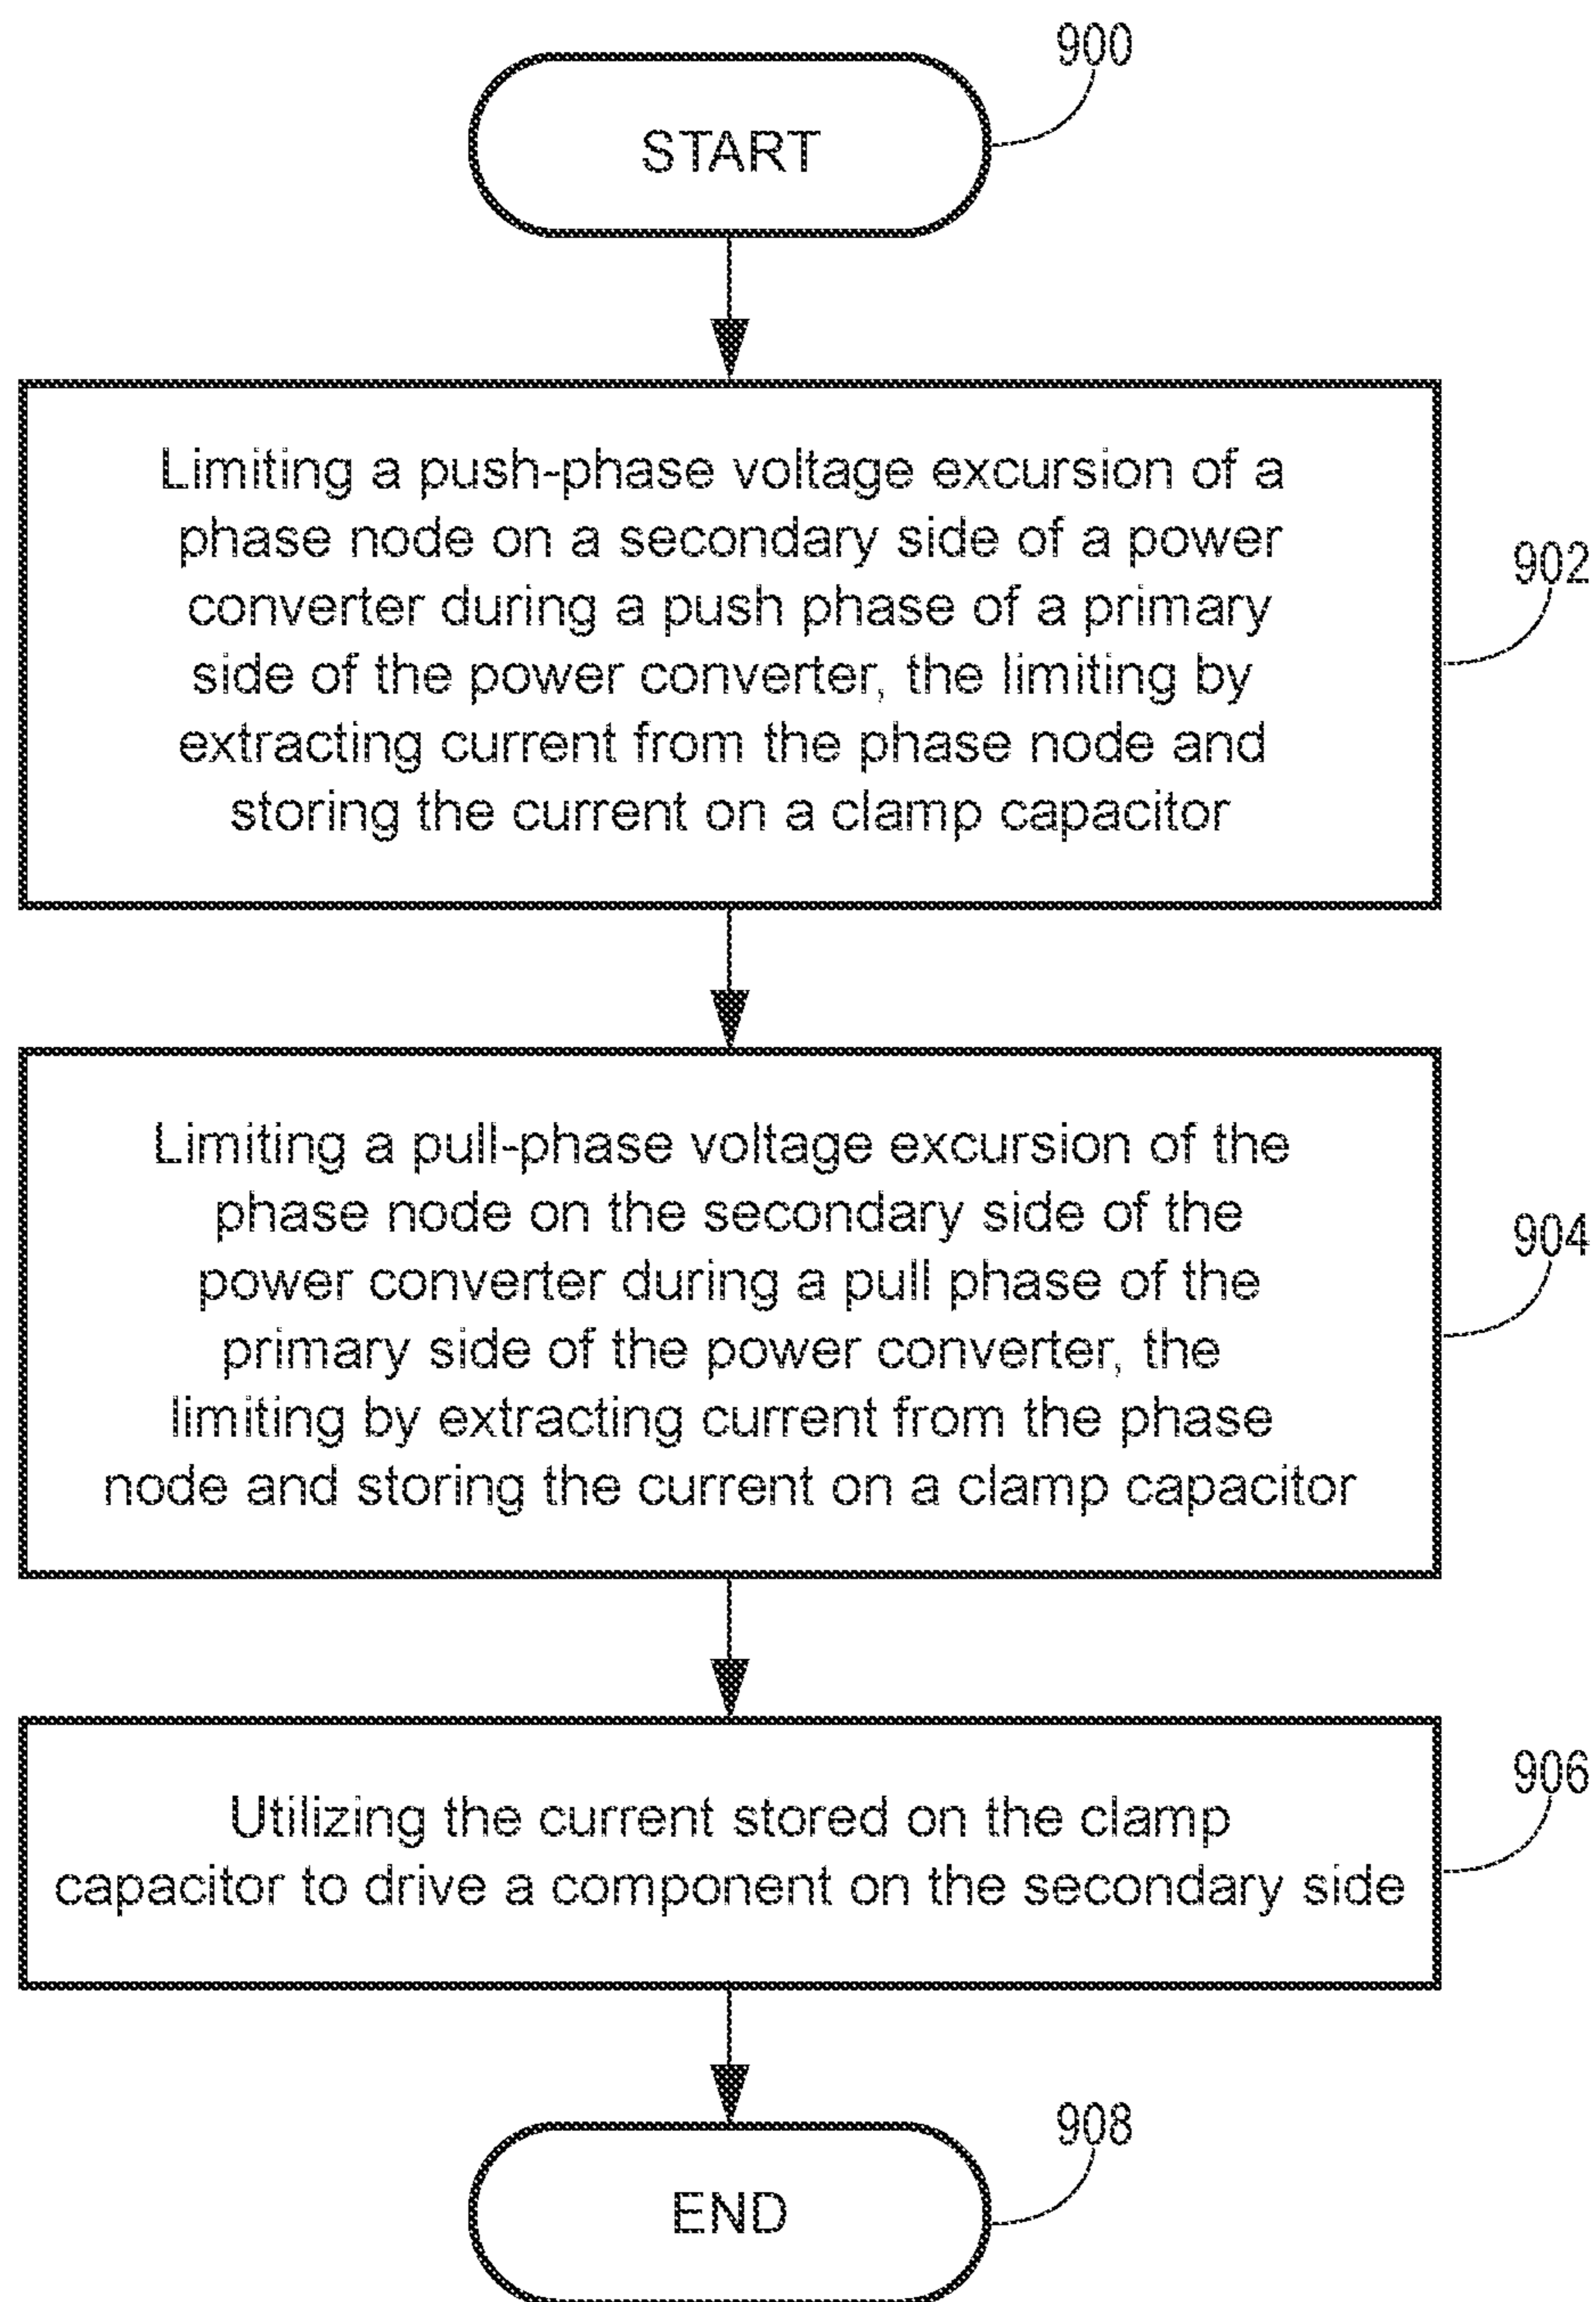 900
START
Limiting a push-phase voltage excursion of a
phase node on a secondary side of a power
converter during a push phase of a primary
side of the power converter, the limiting by
extracting current from the phase node and
storing the current on a clamp capacitor
902
Limiting a pull-phase voltage excursion of the
phase node on the secondary side of the
power converter during a pull phase of the
primary side of the power converter, the
limiting by extracting current from the phase
node and storing the current on a clamp capacitor
904
Utilizing the current stored on the clamp
capacitor to drive a component on the secondary side
906
END
908